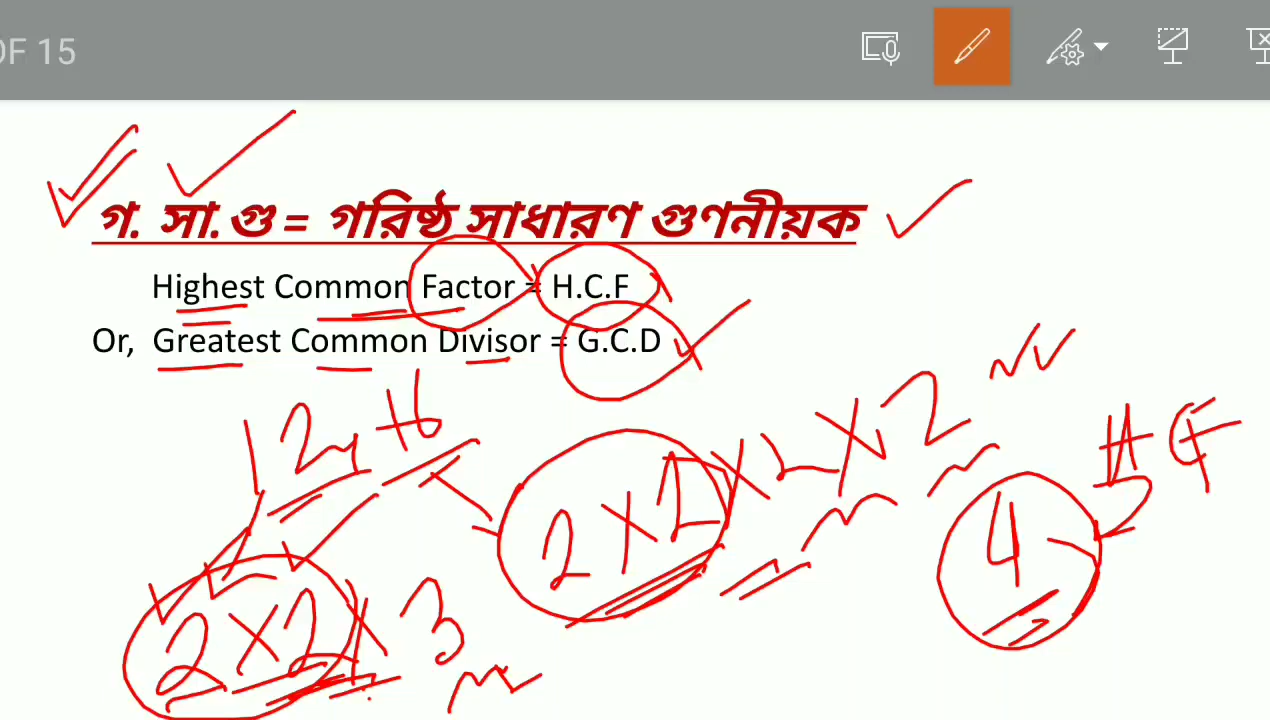 OF 15
গ. সা. গু = গরিষ্ঠ সাধারণ গুণনীয়ক
Highest Common Factor = H.C.F
Or, Greatest Common Divisor = G.C.D
12, 16
2 × 2 × 2 × 2
HCF
4
2 × 2 × 3